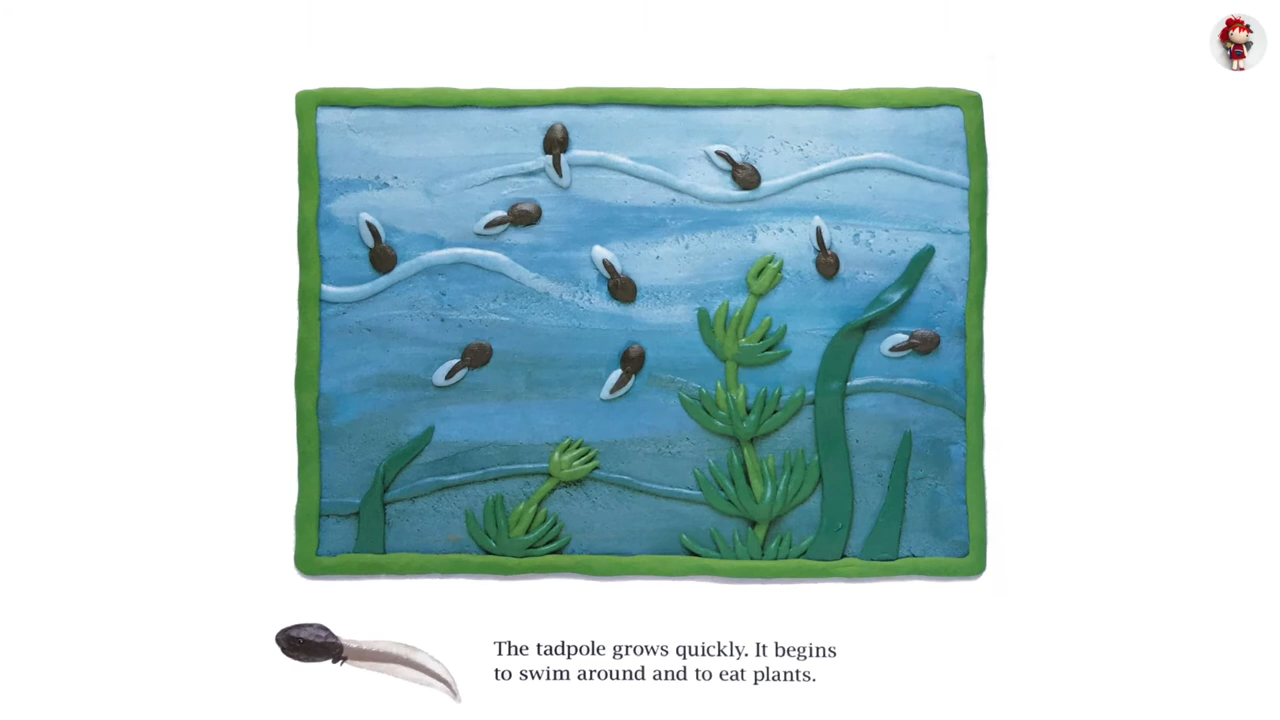 The tadpole grows quickly. It begins
to swim around and to eat plants.